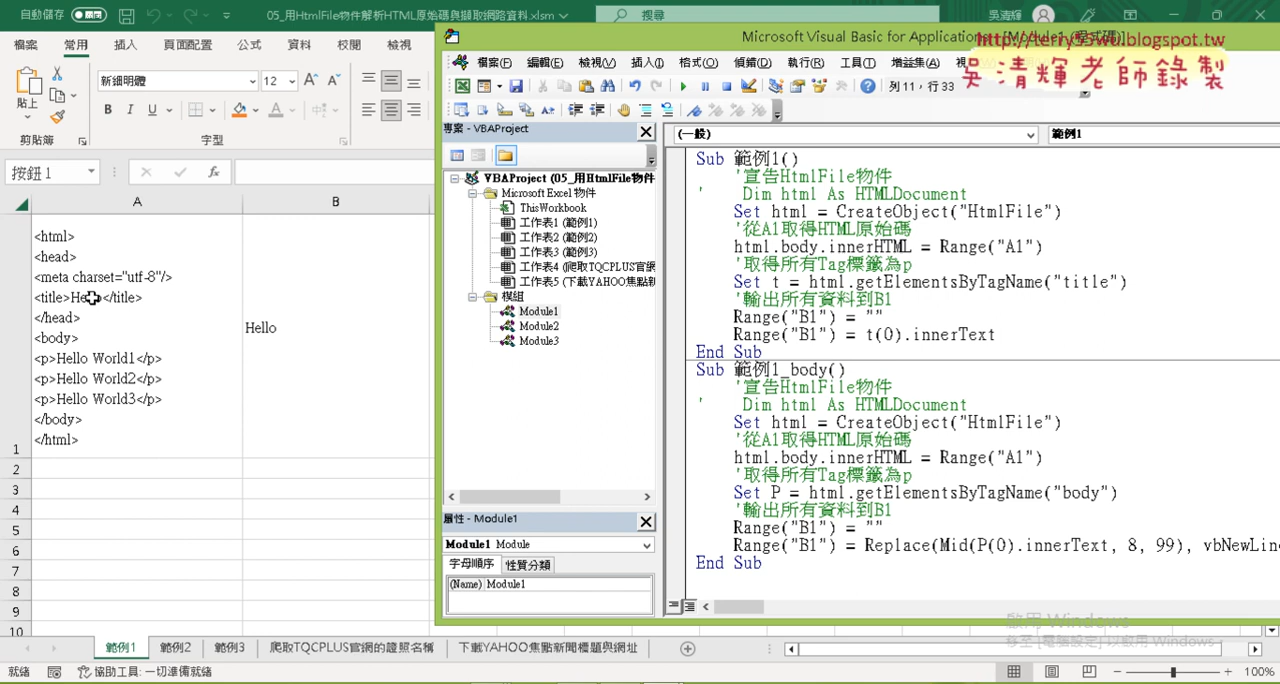 自動儲存
05_用HtmlFile物件解析HTML原始碼與擷取網路資料.xlsm
搜尋
吳清輝
檔案 常用 插入 頁面配置 公式 資料 校閱 檢視
貼上
剪貼簿
新細明體
12
B I U A
字型
按鈕 1
fx
A B
<html>
<head>
<meta charset="utf-8"/>
<title>Hello</title>
</head>
<body>
<p>Hello World1</p>
<p>Hello World2</p>
<p>Hello World3</p>
</body>
</html>
Hello
1
2
3
4
5
6
7
8
9
10
範例1 範例2 範例3 爬取TQCPLUS官網的證照名稱 下載YAHOO焦點新聞標題與網址
就緒 協助工具: 一切準備就緒
100%
Microsoft Visual Basic for Applications
http://terry55wu.blogspot.tw
吳清輝老師錄製
檔案(F) 編輯(E) 檢視(V) 插入(I) 格式(O) 偵錯(D) 執行(R) 工具(T) 增益集(A)
列 11，行 33
專案 - VBAProject
VBAProject (05_用HtmlFile物件
Microsoft Excel 物件
ThisWorkbook
工作表1 (範例1)
工作表2 (範例2)
工作表3 (範例3)
工作表4 (爬取TQCPLUS官網
工作表5 (下載YAHOO焦點新
模組
Module1
Module2
Module3
屬性 - Module1
Module1 Module
字母順序 性質分類
(Name) Module1
(一般) 範例1
Sub 範例1()
'宣告HtmlFile物件
' Dim html As HTMLDocument
Set html = CreateObject("HtmlFile")
'從A1取得HTML原始碼
html.body.innerHTML = Range("A1")
'取得所有Tag標籤為p
Set t = html.getElementsByTagName("title")
'輸出所有資料到B1
Range("B1") = ""
Range("B1") = t(0).innerText
End Sub
Sub 範例1_body()
'宣告HtmlFile物件
' Dim html As HTMLDocument
Set html = CreateObject("HtmlFile")
'從A1取得HTML原始碼
html.body.innerHTML = Range("A1")
'取得所有Tag標籤為p
Set P = html.getElementsByTagName("body")
'輸出所有資料到B1
Range("B1") = ""
Range("B1") = Replace(Mid(P(0).innerText, 8, 99), vbNewLin
End Sub
啟用 Windows
移至 [電腦設定] 以啟用 Windows。